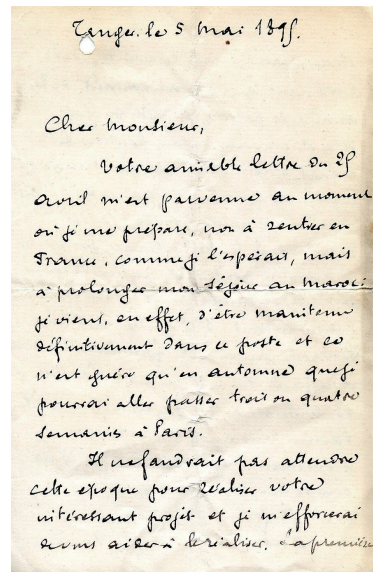 Tanger. le 5 mai 1895.
Cher Monsieur,
Votre aimable lettre du 25
avril m'est parvenue au moment
où je me prépare, non à rentrer en
France, comme je l'espérais, mais
à prolonger mon séjour au Maroc:
je viens, en effet, d'être maintenu
définitivement dans ce poste et ce
n'est guère qu'en automne que je
pourrai aller passer trois ou quatre
semaines à Paris.
Il ne faudrait pas attendre
cette époque pour réaliser votre
intéressant projet et je m'efforcerai
de vous aider à le réaliser. La première